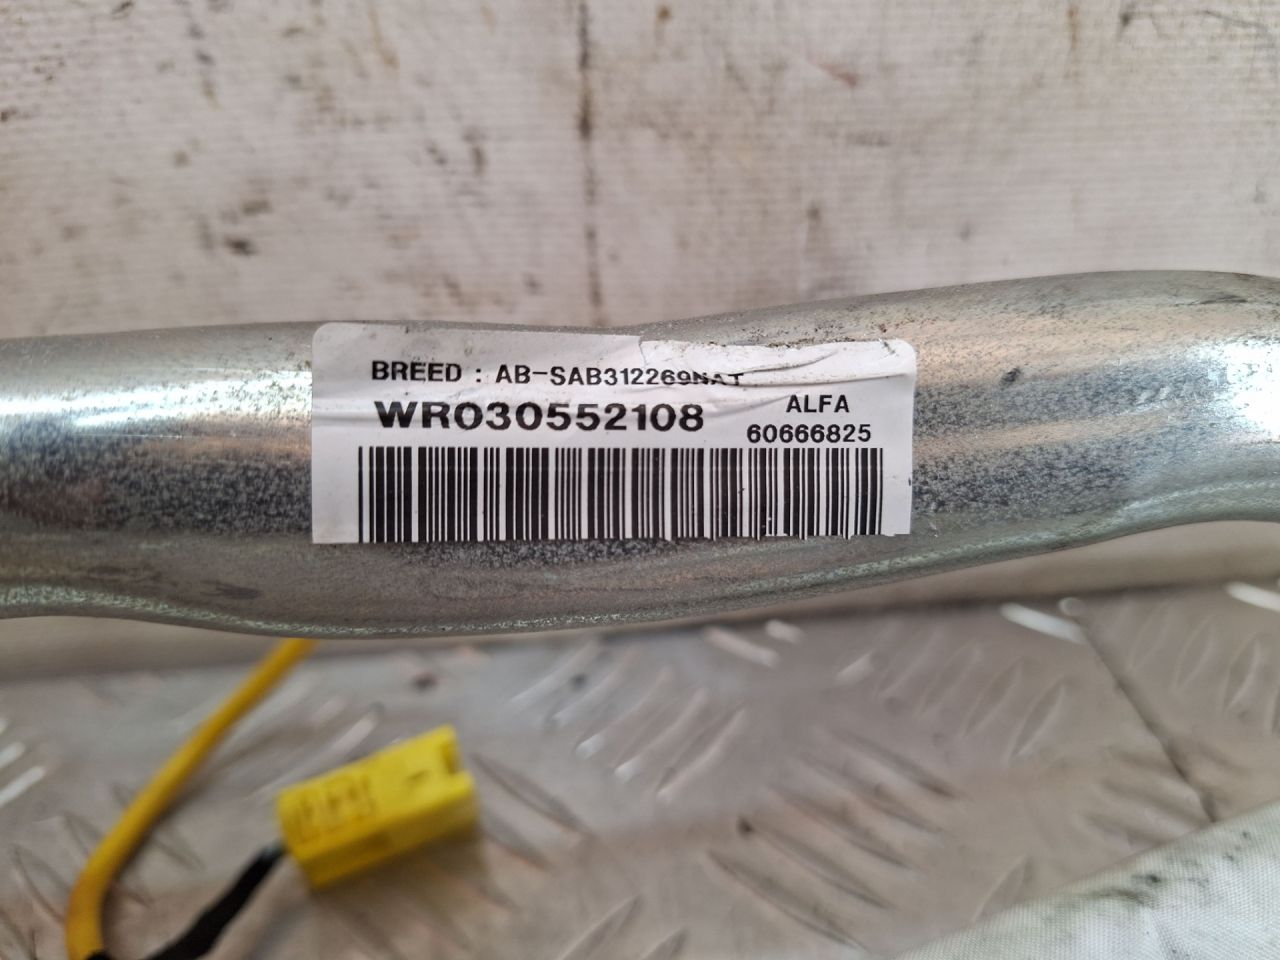 BREED : AB-SAB312269NAT
WR030552108
ALFA
60666825